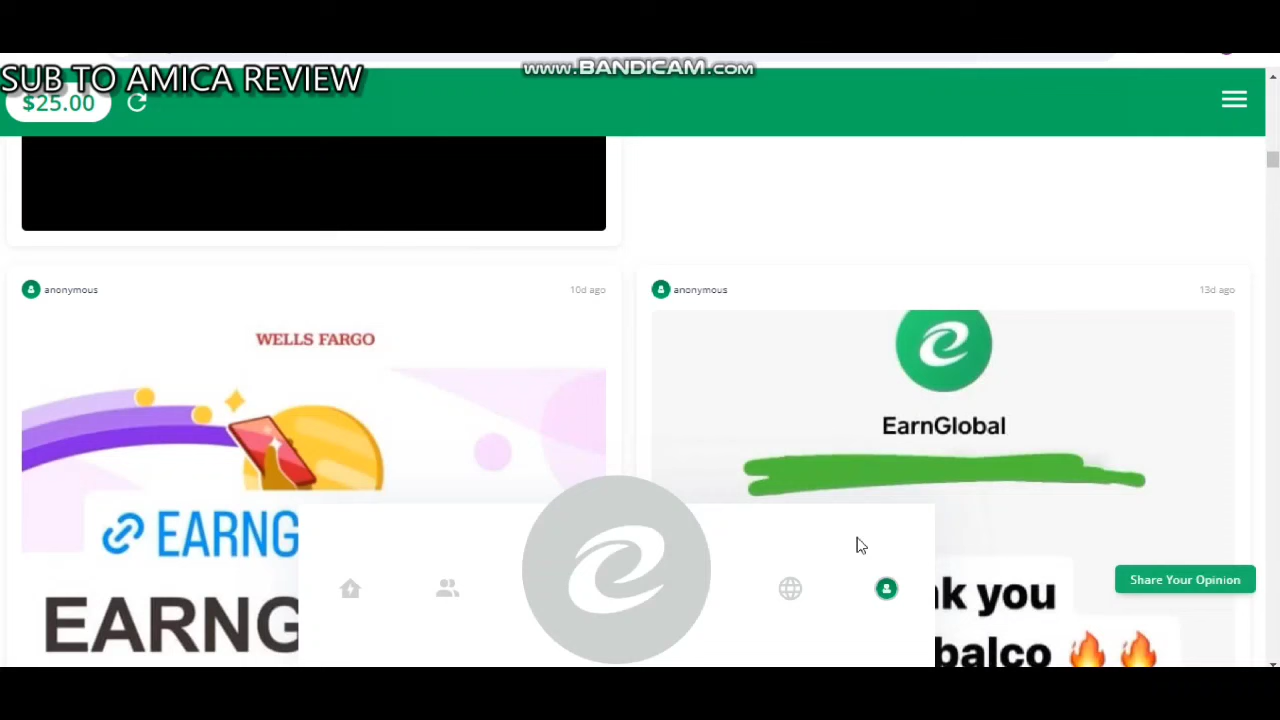 www.BANDICAM.com
SUB TO AMICA REVIEW
$25.00
anonymous
10d ago
anonymous
13d ago
WELLS FARGO
EarnGlobal
EARNG
EARNG
nk you
balco 🔥🔥
Share Your Opinion